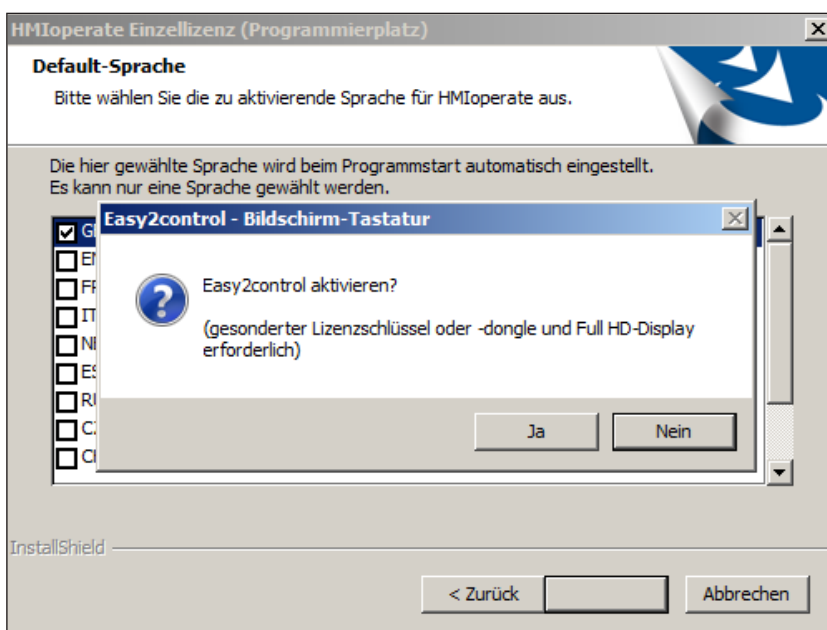 HMIoperate Einzellizenz (Programmierplatz)
Default-Sprache
Bitte wählen Sie die zu aktivierende Sprache für HMIoperate aus.
Die hier gewählte Sprache wird beim Programmstart automatisch eingestellt.
Es kann nur eine Sprache gewählt werden.
Easy2control - Bildschirm-Tastatur
Easy2control aktivieren?
(gesonderter Lizenzschlüssel oder -dongle und Full HD-Display
erforderlich)
Ja Nein
InstallShield
< Zurück Abbrechen